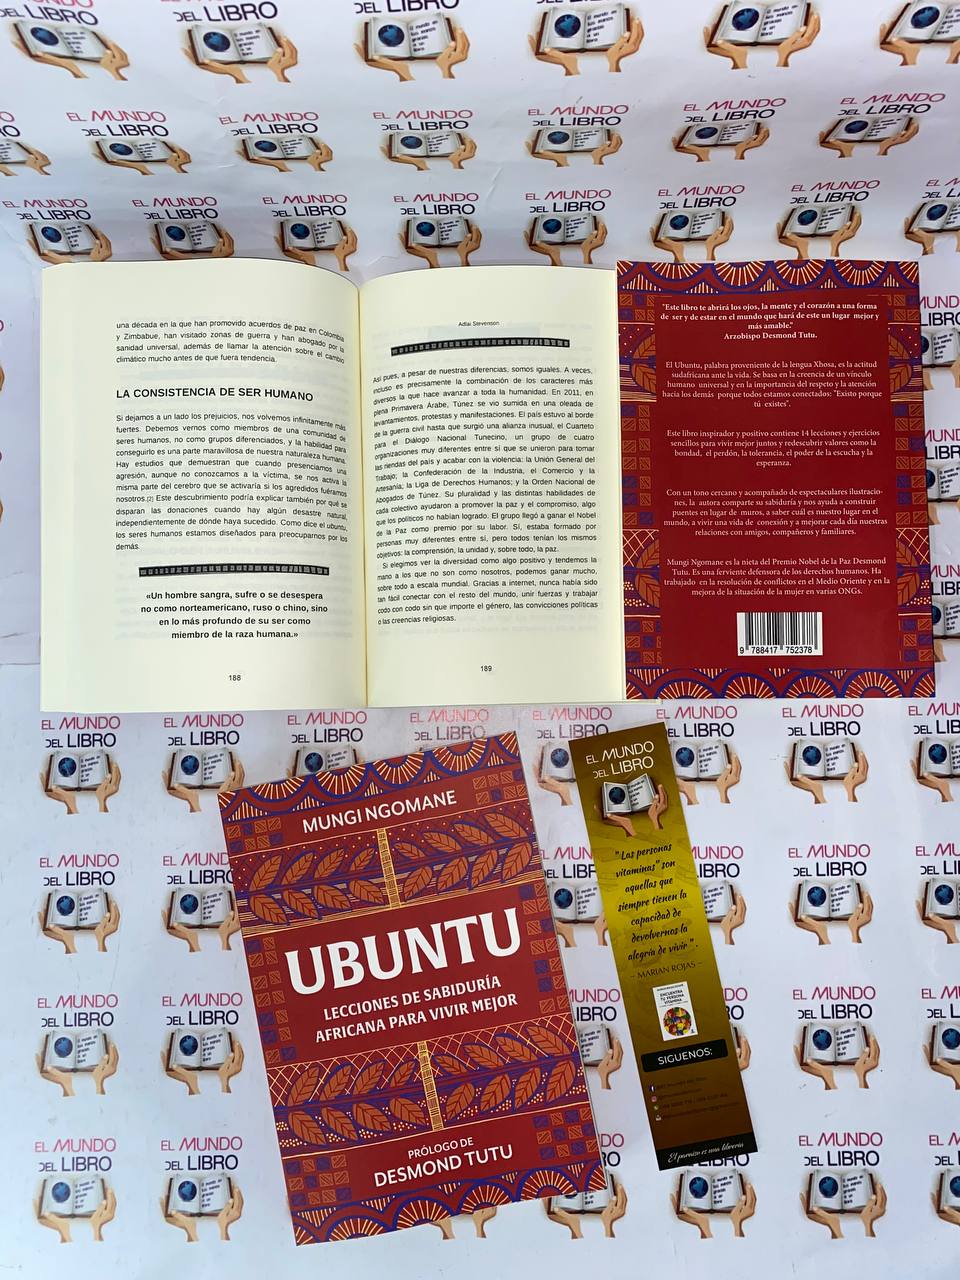 EL MUNDO
DEL LIBRO
una década en la que han promovido acuerdos de paz en Colombia
y Zimbabue, han visitado zonas de guerra y han abogado por la
sanidad universal, además de llamar la atención sobre el cambio
climático mucho antes de que fuera tendencia.
LA CONSISTENCIA DE SER HUMANO
Si dejamos a un lado los prejuicios, nos volvemos infinitamente más
fuertes. Debemos vernos como miembros de una comunidad de
seres humanos, no como grupos diferenciados, y la habilidad para
conseguirlo es una parte maravillosa de nuestra naturaleza humana.
Hay estudios que demuestran que cuando presenciamos una
agresión, aunque no conozcamos a la víctima, se nos activa la
misma parte del cerebro que se activaría si los agredidos fuéramos
nosotros.[2] Este descubrimiento podría explicar también por qué se
disparan las donaciones cuando hay algún desastre natural,
independientemente de dónde haya sucedido. Como dice el ubuntu,
los seres humanos estamos diseñados para preocuparnos por los
demás.
«Un hombre sangra, sufre o se desespera
no como norteamericano, ruso o chino, sino
en lo más profundo de su ser como
miembro de la raza humana.»
188
Adlai Stevenson
Así pues, a pesar de nuestras diferencias, somos iguales. A veces,
incluso es precisamente la combinación de los caracteres más
diversos la que hace avanzar a toda la humanidad. En 2011, en
plena Primavera Árabe, Túnez se vio sumida en una oleada de
levantamientos, protestas y manifestaciones. El país estuvo al borde
de la guerra civil hasta que surgió una alianza inusual, el Cuarteto
para el Diálogo Nacional Tunecino, un grupo de cuatro
organizaciones muy diferentes entre sí que se unieron para tomar
las riendas del país y acabar con la violencia: la Unión General del
Trabajo; la Confederación de la Industria, el Comercio y la
Artesanía; la Liga de Derechos Humanos; y la Orden Nacional de
Abogados de Túnez. Su pluralidad y las distintas habilidades de
cada colectivo ayudaron a promover la paz y el compromiso, algo
que los políticos no habían logrado. El grupo llegó a ganar el Nobel
de la Paz como premio por su labor. Sí, estaba formado por
personas muy diferentes entre sí, pero todos tenían los mismos
objetivos: la comprensión, la unidad y, sobre todo, la paz.
Si elegimos ver la diversidad como algo positivo y tendemos la
mano a los que no son como nosotros, podemos ganar mucho,
sobre todo a escala mundial. Gracias a internet, nunca había sido
tan fácil conectar con el resto del mundo, unir fuerzas y trabajar
codo con codo sin que importe el género, las convicciones políticas
o las creencias religiosas.
189
"Este libro te abrirá los ojos, la mente y el corazón a una forma
de ser y de estar en el mundo que hará de este un lugar mejor y
más amable."
Arzobispo Desmond Tutu.
El Ubuntu, palabra proveniente de la lengua Xhosa, es la actitud
sudafricana ante la vida. Se basa en la creencia de un vínculo
humano universal y en la importancia del respeto y la atención
hacia los demás porque todos estamos conectados: "Existo porque
tú existes".
Este libro inspirador y positivo contiene 14 lecciones y ejercicios
sencillos para vivir mejor juntos y redescubrir valores como la
bondad, el perdón, la tolerancia, el poder de la escucha y la
esperanza.
Con un tono cercano y acompañado de espectaculares ilustracio-
nes, la autora comparte su sabiduría y nos ayuda a construir
puentes en lugar de muros, a saber cuál es nuestro lugar en el
mundo, a vivir una vida de conexión y a mejorar cada día nuestras
relaciones con amigos, compañeros y familiares.
Mungi Ngomane es la nieta del Premio Nobel de la Paz Desmond
Tutu. Es una ferviente defensora de los derechos humanos. Ha
trabajado en la resolución de conflictos en el Medio Oriente y en la
mejora de la situación de la mujer en varias ONGs.
9 788417 752378
MUNGI NGOMANE
UBUNTU
LECCIONES DE SABIDURÍA
AFRICANA PARA VIVIR MEJOR
PRÓLOGO DE
DESMOND TUTU
EL MUNDO
DEL LIBRO
"Las personas
vitaminas" son
aquellas que
siempre tienen la
capacidad de
devolvernos la
alegría de vivir".
- MARIAN ROJAS -
ENCUENTRA
TU PERSONA
VITAMINA
SIGUENOS:
El paraíso es una librería